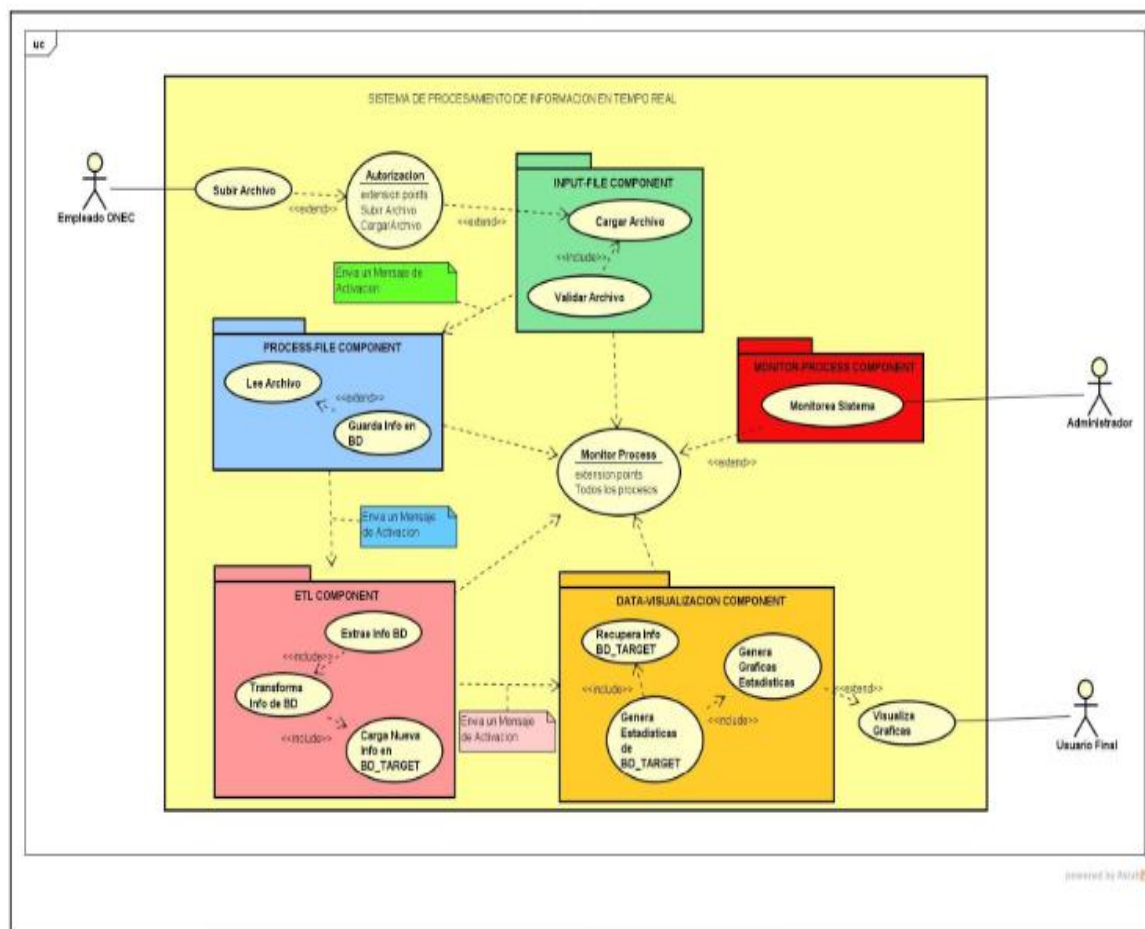 uc
SISTEMA DE PROCESAMIENTO DE INFORMACION EN TIEMPO REAL
Empleado ONEC
Subir Archivo
<<extend>>
Autorizacion
extension points
Subir Archivo
CargarArchivo
<<extend>>
INPUT-FILE COMPONENT
Cargar Archivo
<<include>>
Validar Archivo
Envia un Mensaje de
Activacion
PROCESS-FILE COMPONENT
Lee Archivo
<<extend>>
Guarda Info en
BD
MONITOR-PROCESS COMPONENT
Monitorea Sistema
Administrador
<<extend>>
Monitor Process
extension points
Todos los procesos
Envia un Mensaje
de Activacion
ETL COMPONENT
Extrae Info BD
<<include>>
Transforma
Info de BD
<<include>>
Carga Nueva
Info en
BD_TARGET
Envia un Mensaje
de Activacion
DATA-VISUALIZACION COMPONENT
Recupera Info
BD_TARGET
<<include>>
Genera
Estadisticas
de
BD_TARGET
<<include>>
Genera
Graficas
Estadisticas
<<extend>>
Visualiza
Graficas
Usuario Final
powered by Astah